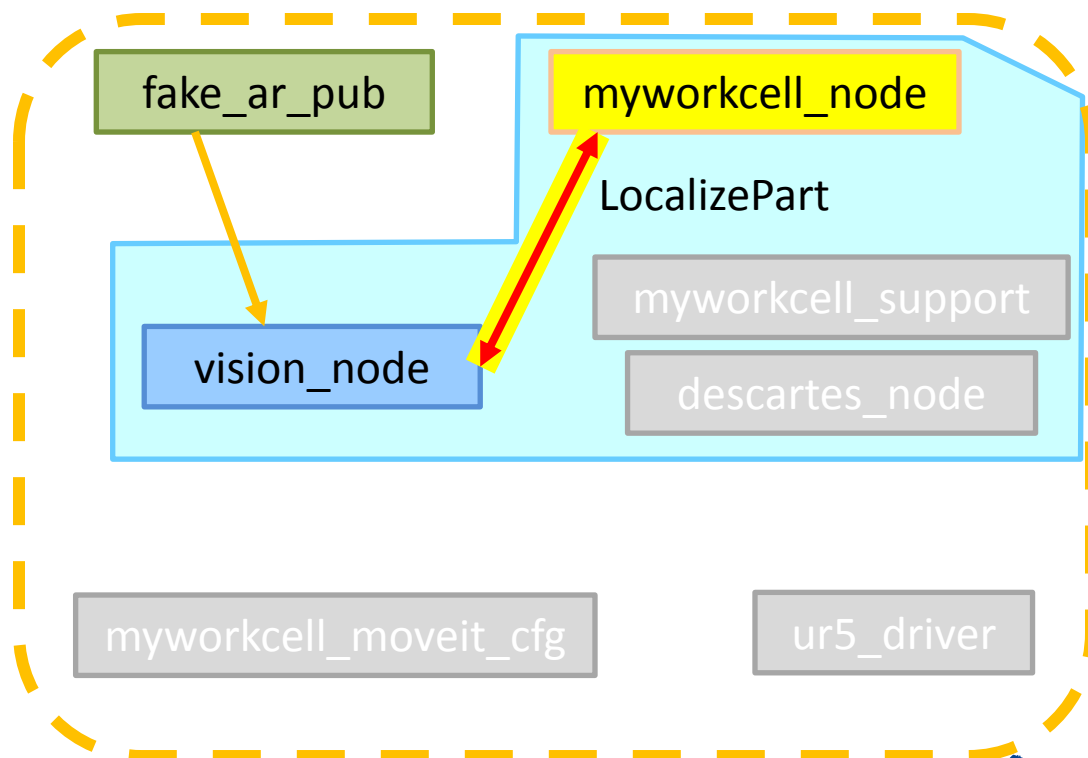 fake_ar_pub
myworkcell_node
LocalizePart
myworkcell_support
vision_node
descartes_node
myworkcell_moveit_cfg
ur5_driver